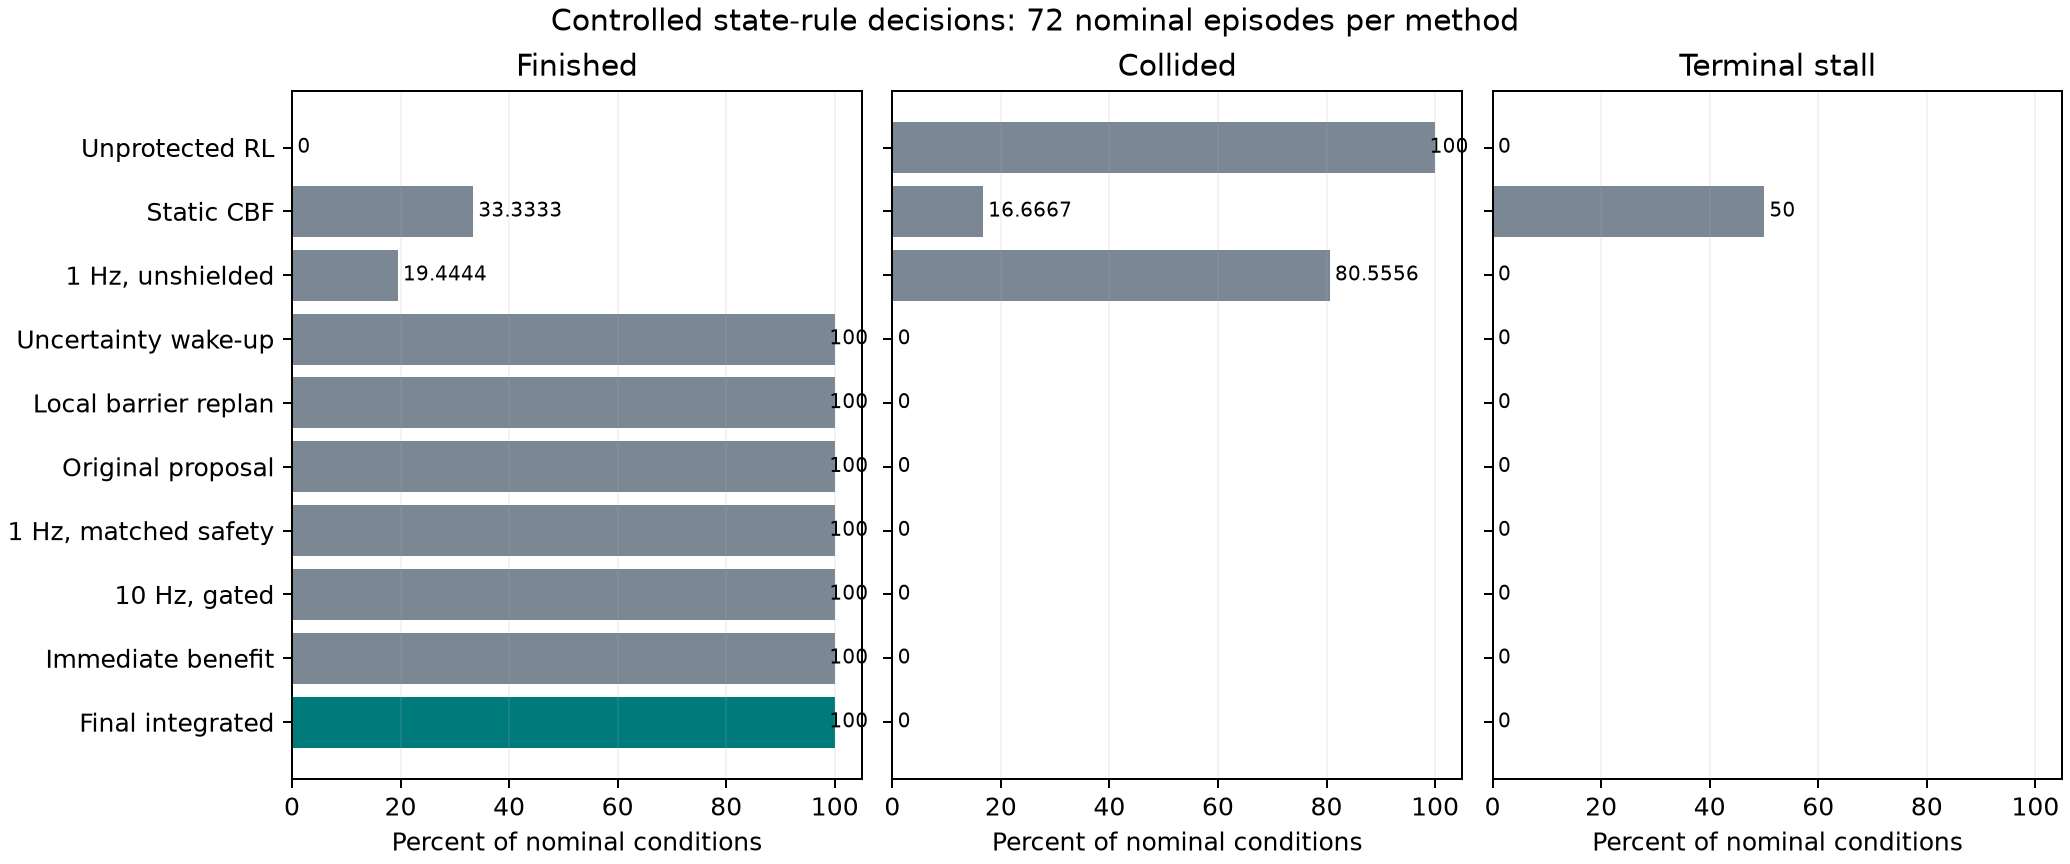 Controlled state-rule decisions: 72 nominal episodes per method
Finished
Collided
Terminal stall
Unprotected RL
0
100
0
Static CBF
33.3333
16.6667
50
1 Hz, unshielded
19.4444
80.5556
0
Uncertainty wake-up
100
0
0
Local barrier replan
100
0
0
Original proposal
100
0
0
1 Hz, matched safety
100
0
0
10 Hz, gated
100
0
0
Immediate benefit
100
0
0
Final integrated
100
0
0
0 20 40 60 80 100
0 20 40 60 80 100
0 20 40 60 80 100
Percent of nominal conditions
Percent of nominal conditions
Percent of nominal conditions